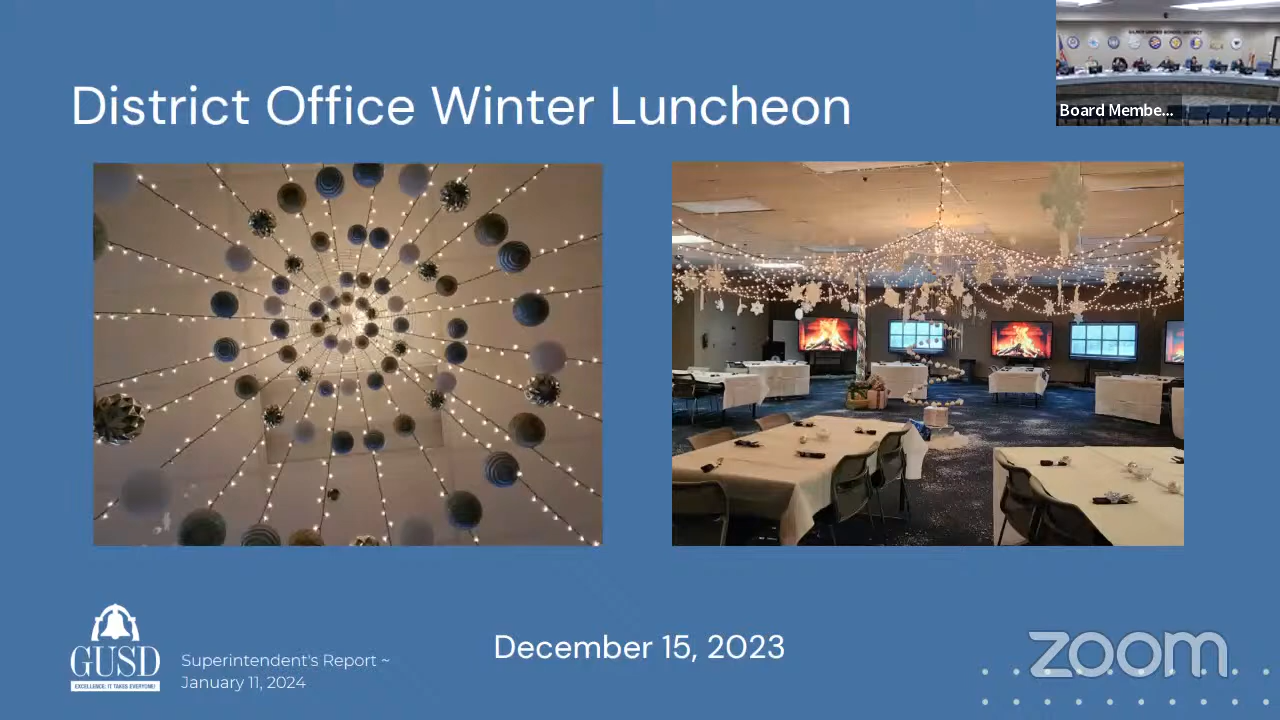 District Office Winter Luncheon
Board Membe...
December 15, 2023
GUSD
EXCELLENCE: IT TAKES EVERYONE!
Superintendent's Report ~
January 11, 2024
zoom